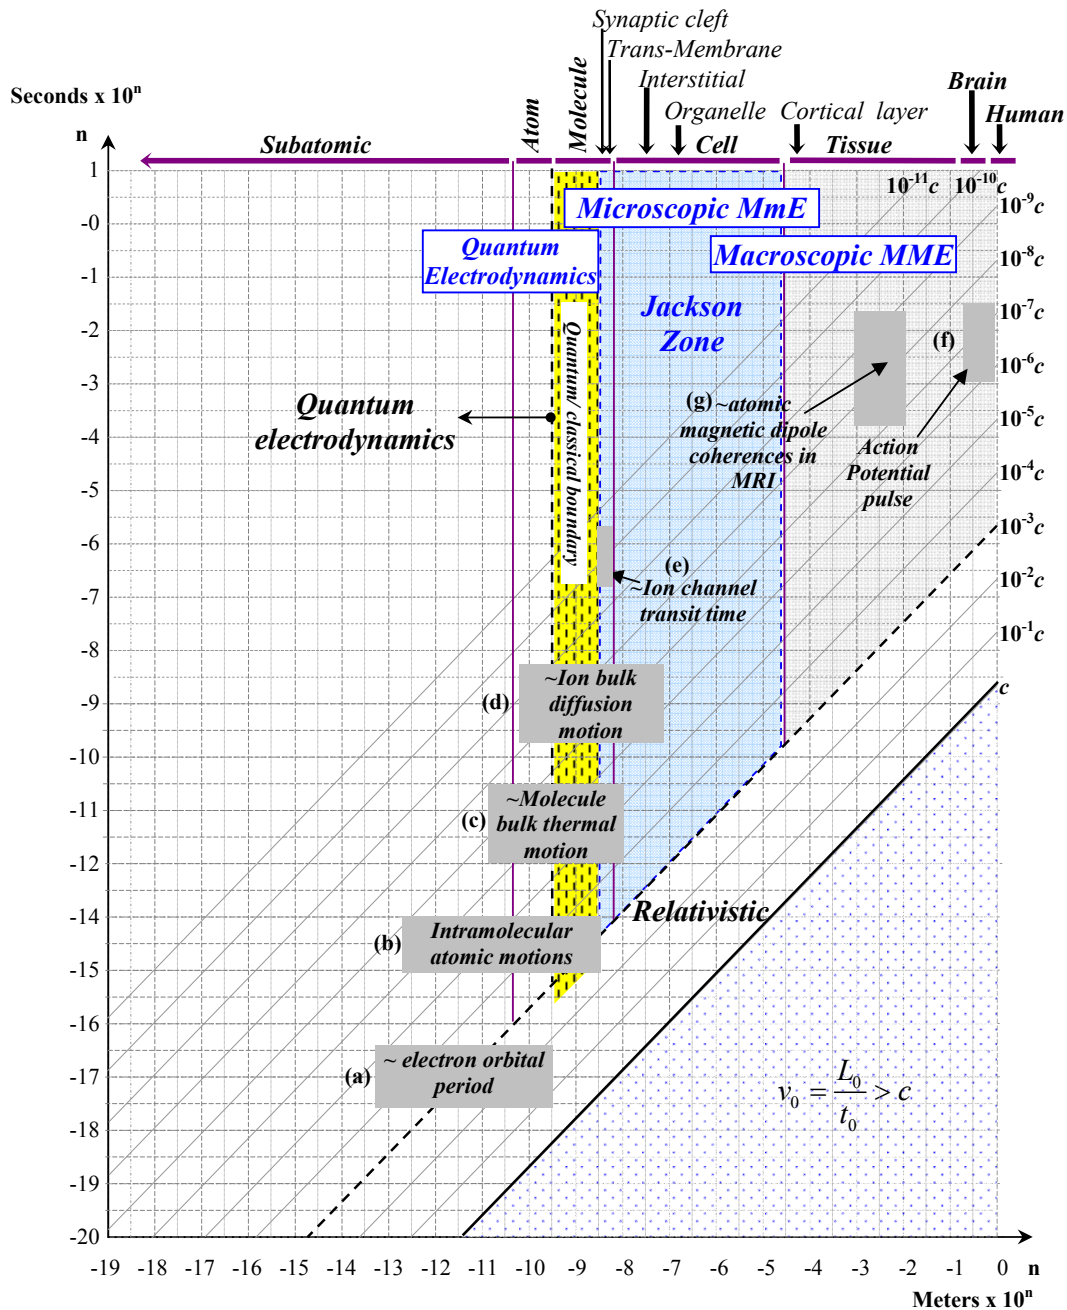 Synaptic cleft
Trans-Membrane
Interstitial
Organelle
Cortical layer
Brain
Human
Seconds x 10ⁿ
n
Subatomic
Atom
Molecule
Cell
Tissue
1
-0
-1
-2
-3
-4
-5
-6
-7
-8
-9
-10
-11
-12
-13
-14
-15
-16
-17
-18
-19
-20
10⁻¹¹c
10⁻¹⁰c
10⁻⁹c
10⁻⁸c
10⁻⁷c
10⁻⁶c
10⁻⁵c
10⁻⁴c
10⁻³c
10⁻²c
10⁻¹c
c
Microscopic MmE
Quantum
Electrodynamics
Macroscopic MME
Jackson
Zone
Quantum/ classical boundary
Quantum
electrodynamics
(f)
(g) ~atomic
magnetic dipole
coherences in
MRI
Action
Potential
pulse
(e)
~Ion channel
transit time
(d)
~Ion bulk
diffusion
motion
(c)
~Molecule
bulk thermal
motion
Relativistic
(b)
Intramolecular
atomic motions
(a)
~ electron orbital
period
v₀ = L₀/t₀ > c
-19 -18 -17 -16 -15 -14 -13 -12 -11 -10 -9 -8 -7 -6 -5 -4 -3 -2 -1 0 n
Meters x 10ⁿ